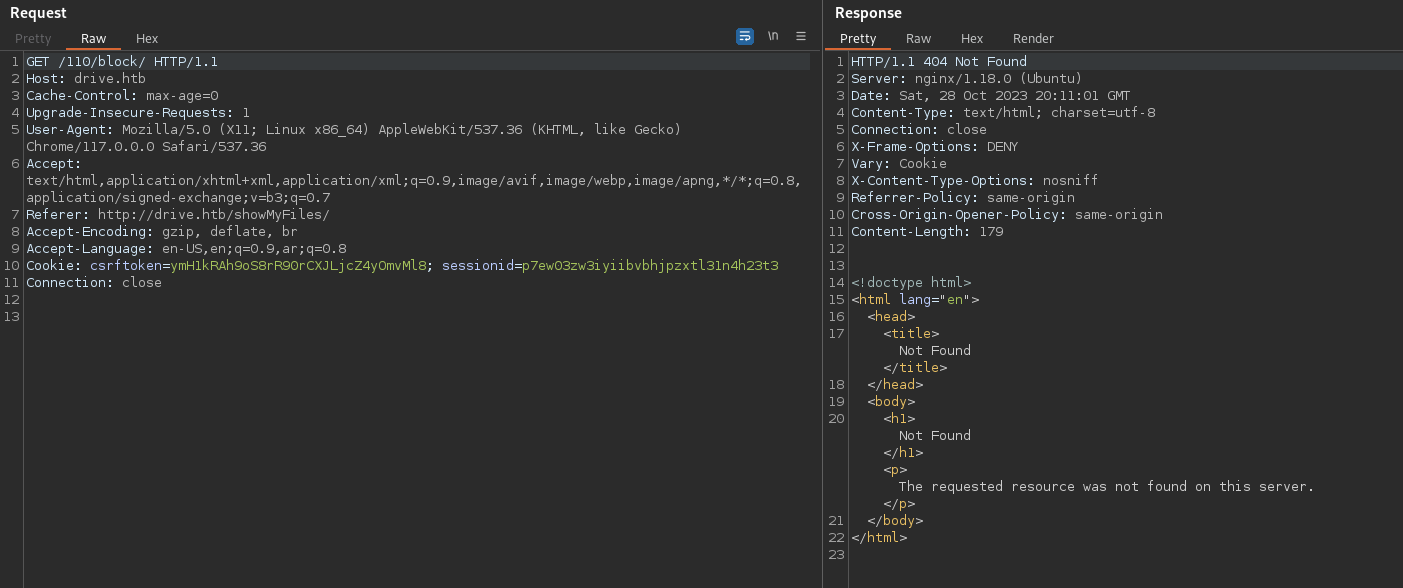 Request
Pretty Raw Hex \n
1 GET /110/block/ HTTP/1.1
2 Host: drive.htb
3 Cache-Control: max-age=0
4 Upgrade-Insecure-Requests: 1
5 User-Agent: Mozilla/5.0 (X11; Linux x86_64) AppleWebKit/537.36 (KHTML, like Gecko)
Chrome/117.0.0.0 Safari/537.36
6 Accept:
text/html,application/xhtml+xml,application/xml;q=0.9,image/avif,image/webp,image/apng,*/*;q=0.8,
application/signed-exchange;v=b3;q=0.7
7 Referer: http://drive.htb/showMyFiles/
8 Accept-Encoding: gzip, deflate, br
9 Accept-Language: en-US,en;q=0.9,ar;q=0.8
10 Cookie: csrftoken=ymH1kRAh9oS8rR9OrCXJLjcZ4yOmvMl8; sessionid=p7ew03zw3iyiibvbhjpzxtl31n4h23t3
11 Connection: close
12
13
Response
Pretty Raw Hex Render
1 HTTP/1.1 404 Not Found
2 Server: nginx/1.18.0 (Ubuntu)
3 Date: Sat, 28 Oct 2023 20:11:01 GMT
4 Content-Type: text/html; charset=utf-8
5 Connection: close
6 X-Frame-Options: DENY
7 Vary: Cookie
8 X-Content-Type-Options: nosniff
9 Referrer-Policy: same-origin
10 Cross-Origin-Opener-Policy: same-origin
11 Content-Length: 179
12
13
14 <!doctype html>
15 <html lang="en">
16 <head>
17 <title>
Not Found
</title>
18 </head>
19 <body>
20 <h1>
Not Found
</h1>
<p>
The requested resource was not found on this server.
</p>
21 </body>
22 </html>
23